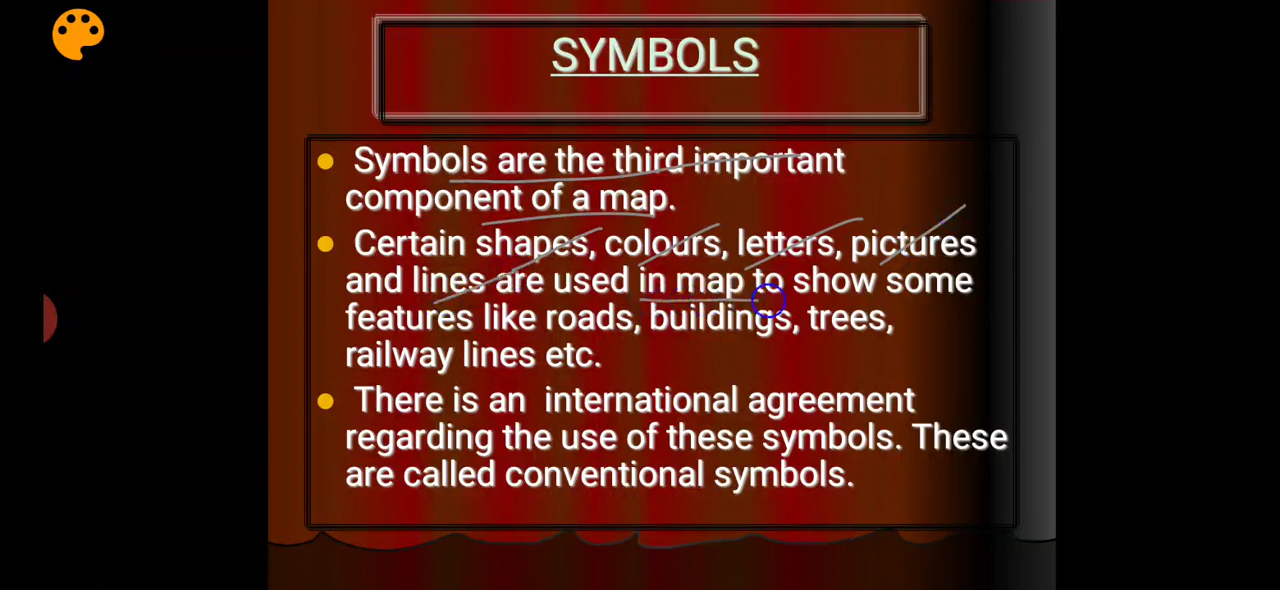 SYMBOLS
Symbols are the third important
component of a map.
Certain shapes, colours, letters, pictures
and lines are used in map to show some
features like roads, buildings, trees,
railway lines etc.
There is an international agreement
regarding the use of these symbols. These
are called conventional symbols.